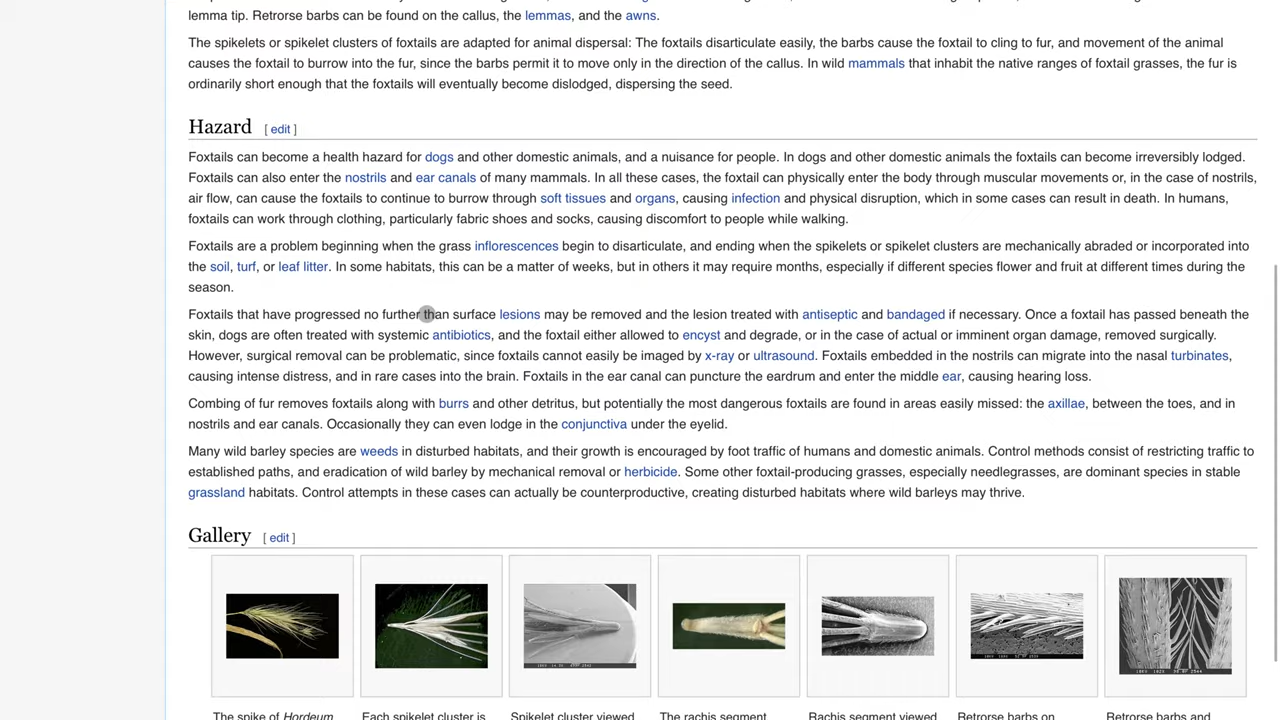 lemma tip. Retrorse barbs can be found on the callus, the lemmas, and the awns.
The spikelets or spikelet clusters of foxtails are adapted for animal dispersal: The foxtails disarticulate easily, the barbs cause the foxtail to cling to fur, and movement of the animal
causes the foxtail to burrow into the fur, since the barbs permit it to move only in the direction of the callus. In wild mammals that inhabit the native ranges of foxtail grasses, the fur is
ordinarily short enough that the foxtails will eventually become dislodged, dispersing the seed.
Hazard [ edit ]
Foxtails can become a health hazard for dogs and other domestic animals, and a nuisance for people. In dogs and other domestic animals the foxtails can become irreversibly lodged.
Foxtails can also enter the nostrils and ear canals of many mammals. In all these cases, the foxtail can physically enter the body through muscular movements or, in the case of nostrils,
air flow, can cause the foxtails to continue to burrow through soft tissues and organs, causing infection and physical disruption, which in some cases can result in death. In humans,
foxtails can work through clothing, particularly fabric shoes and socks, causing discomfort to people while walking.
Foxtails are a problem beginning when the grass inflorescences begin to disarticulate, and ending when the spikelets or spikelet clusters are mechanically abraded or incorporated into
the soil, turf, or leaf litter. In some habitats, this can be a matter of weeks, but in others it may require months, especially if different species flower and fruit at different times during the
season.
Foxtails that have progressed no further than surface lesions may be removed and the lesion treated with antiseptic and bandaged if necessary. Once a foxtail has passed beneath the
skin, dogs are often treated with systemic antibiotics, and the foxtail either allowed to encyst and degrade, or in the case of actual or imminent organ damage, removed surgically.
However, surgical removal can be problematic, since foxtails cannot easily be imaged by x-ray or ultrasound. Foxtails embedded in the nostrils can migrate into the nasal turbinates,
causing intense distress, and in rare cases into the brain. Foxtails in the ear canal can puncture the eardrum and enter the middle ear, causing hearing loss.
Combing of fur removes foxtails along with burrs and other detritus, but potentially the most dangerous foxtails are found in areas easily missed: the axillae, between the toes, and in
nostrils and ear canals. Occasionally they can even lodge in the conjunctiva under the eyelid.
Many wild barley species are weeds in disturbed habitats, and their growth is encouraged by foot traffic of humans and domestic animals. Control methods consist of restricting traffic to
established paths, and eradication of wild barley by mechanical removal or herbicide. Some other foxtail-producing grasses, especially needlegrasses, are dominant species in stable
grassland habitats. Control attempts in these cases can actually be counterproductive, creating disturbed habitats where wild barleys may thrive.
Gallery [ edit ]
The spike of Hordeum Each spikelet cluster is Spikelet cluster viewed The rachis segment Rachis segment viewed Retrorse barbs on Retrorse barbs and